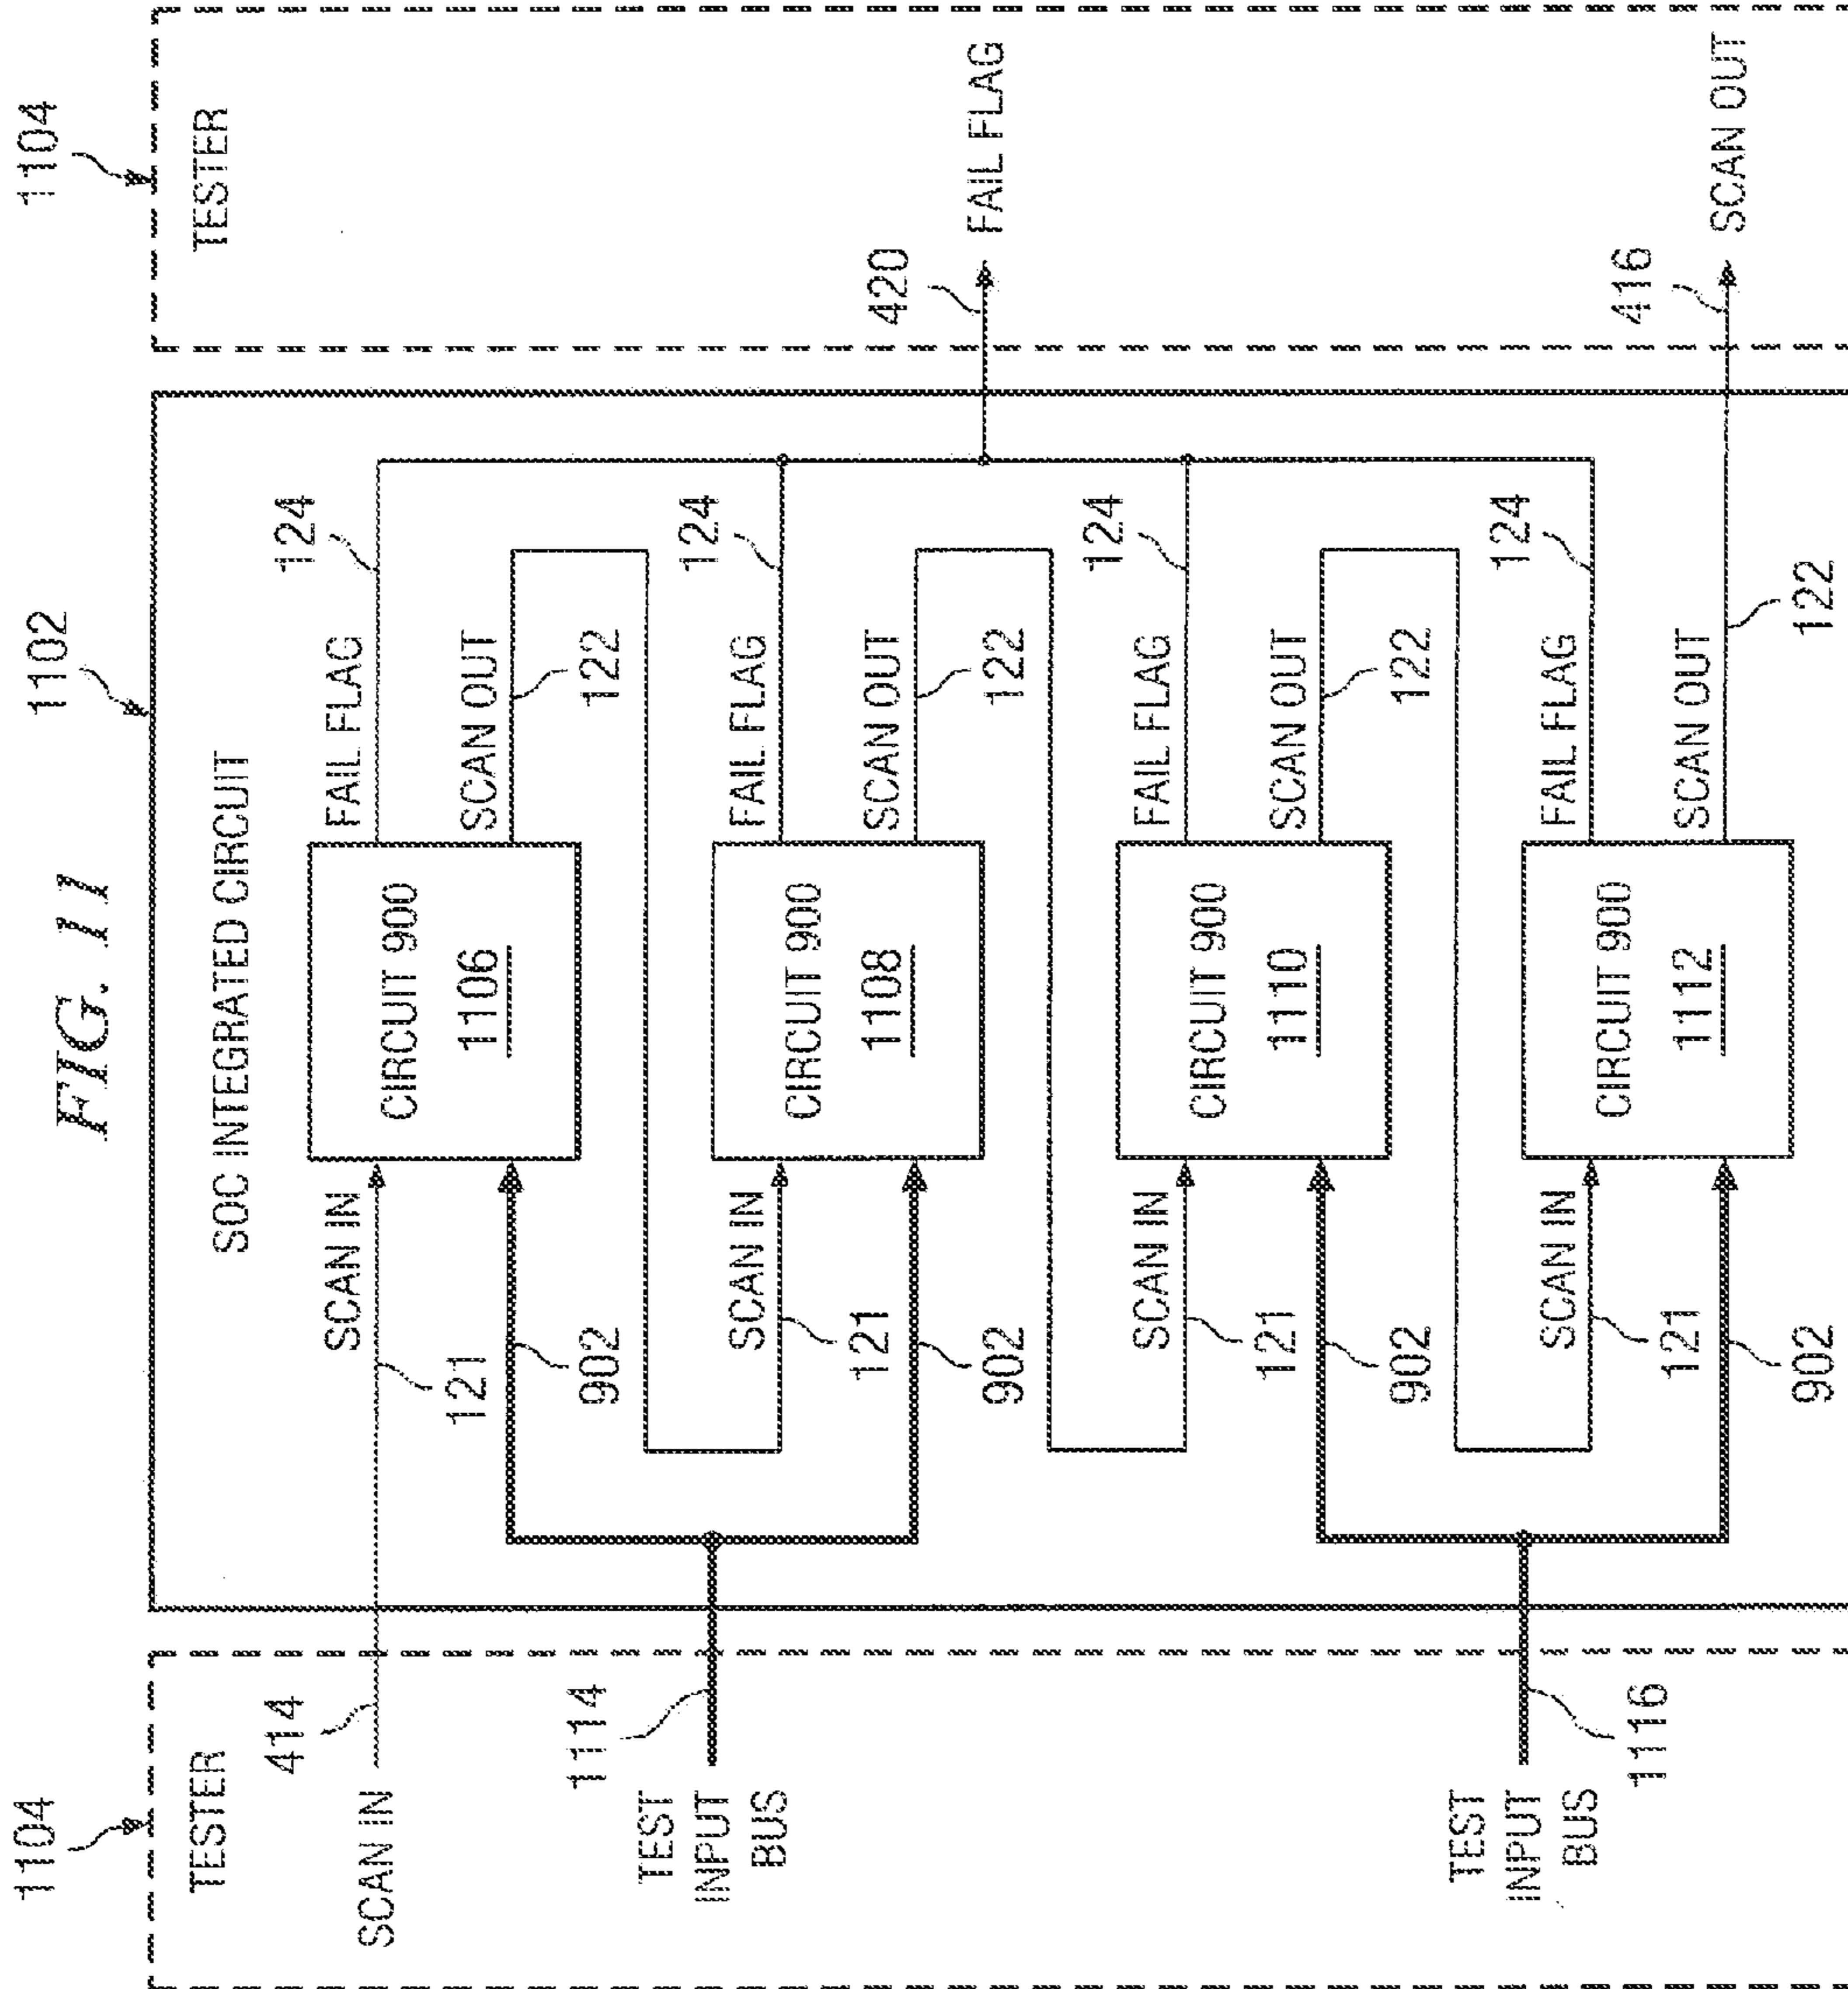 FIG. 11
1104
1102
1104
TESTER
SOC INTEGRATED CIRCUIT
TESTER
SCAN IN
414
SCAN IN
121
CIRCUIT 900
1106
FAIL FLAG
124
SCAN OUT
122
902
TEST
INPUT
BUS
1114
SCAN IN
121
CIRCUIT 900
1108
FAIL FLAG
124
SCAN OUT
122
902
420
FAIL FLAG
SCAN IN
121
CIRCUIT 900
1110
FAIL FLAG
124
SCAN OUT
122
902
TEST
INPUT
BUS
1116
SCAN IN
121
CIRCUIT 900
1112
FAIL FLAG
124
SCAN OUT
122
902
416
SCAN OUT